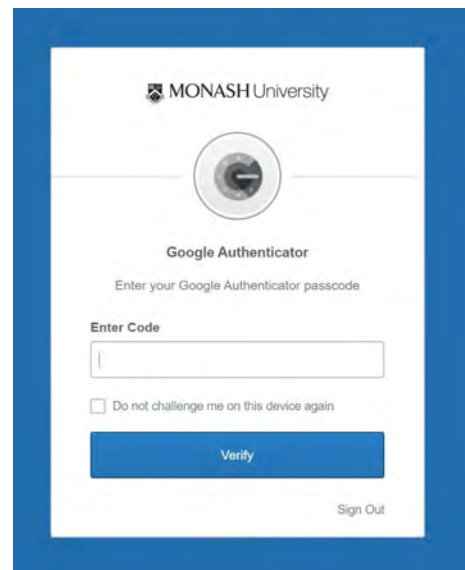 MONASH University
Google Authenticator
Enter your Google Authenticator passcode
Enter Code
Do not challenge me on this device again
Verify
Sign Out